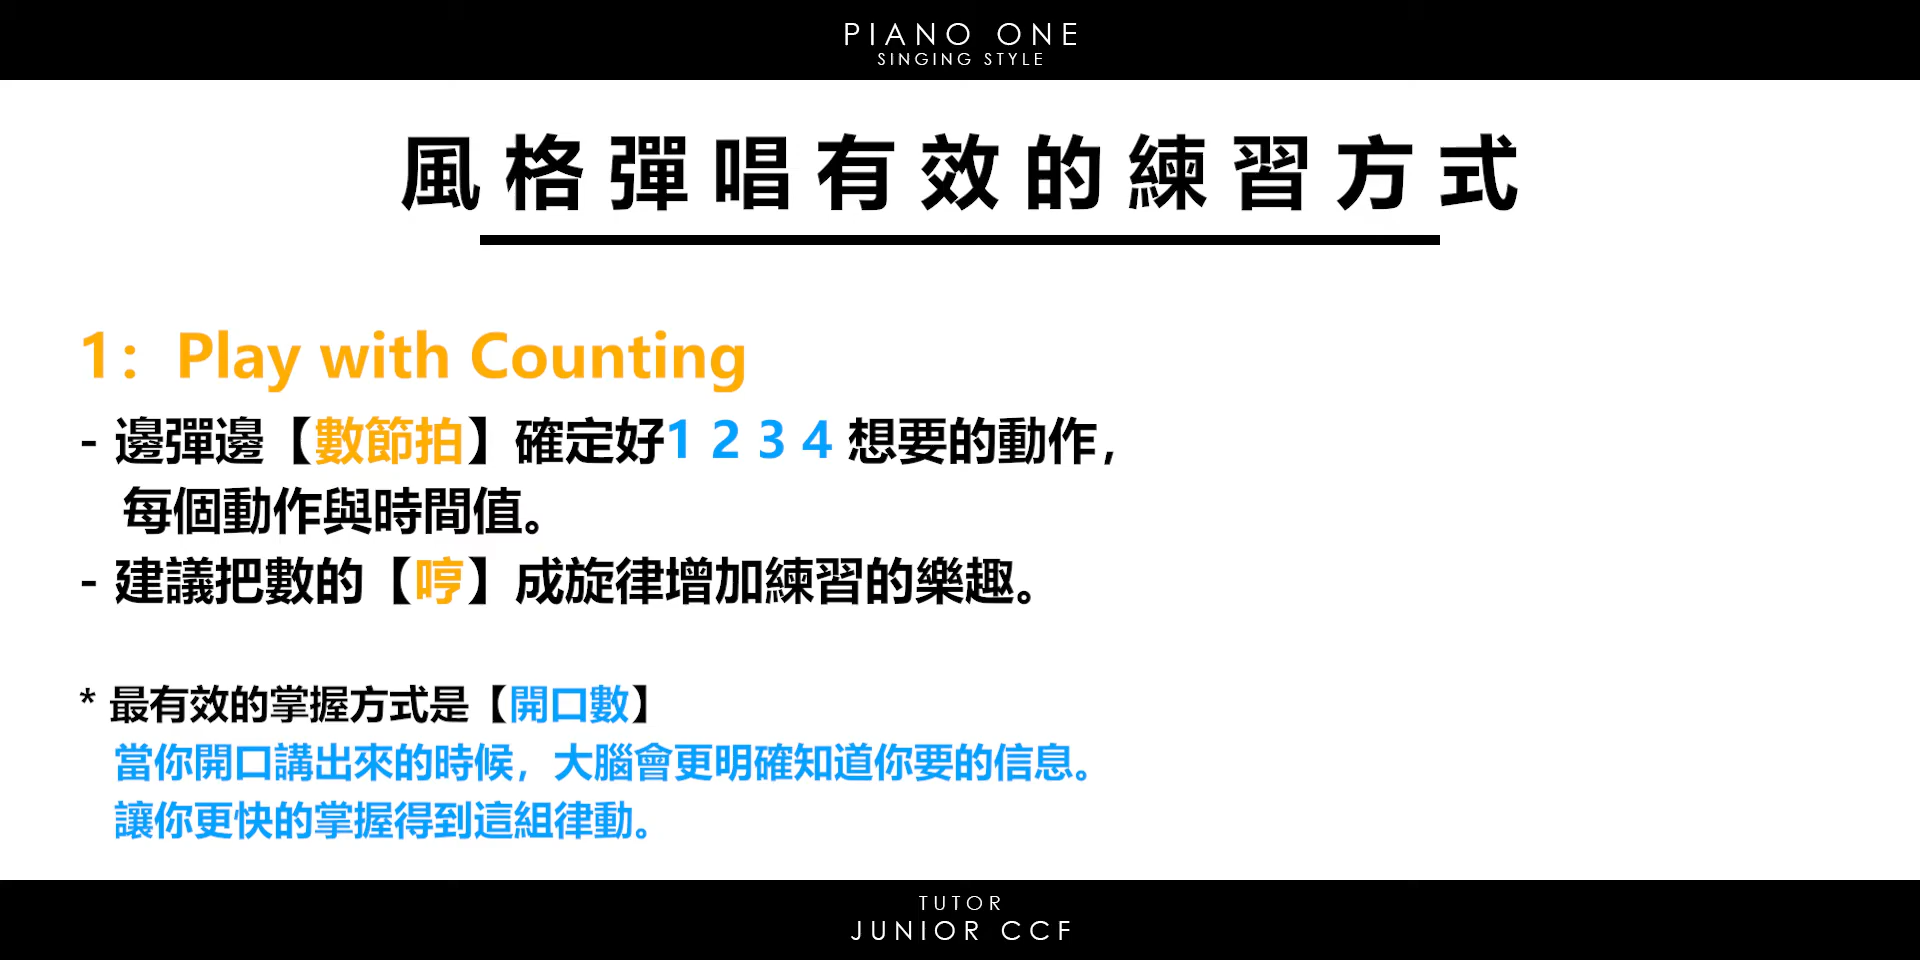 PIANO ONE
SINGING STYLE
風格彈唱有效的練習方式
1：Play with Counting
- 邊彈邊【數節拍】確定好1 2 3 4 想要的動作，
每個動作與時間值。
- 建議把數的【哼】成旋律增加練習的樂趣。
* 最有效的掌握方式是【開口數】
當你開口講出來的時候，大腦會更明確知道你要的信息。
讓你更快的掌握得到這組律動。
TUTOR
JUNIOR CCF